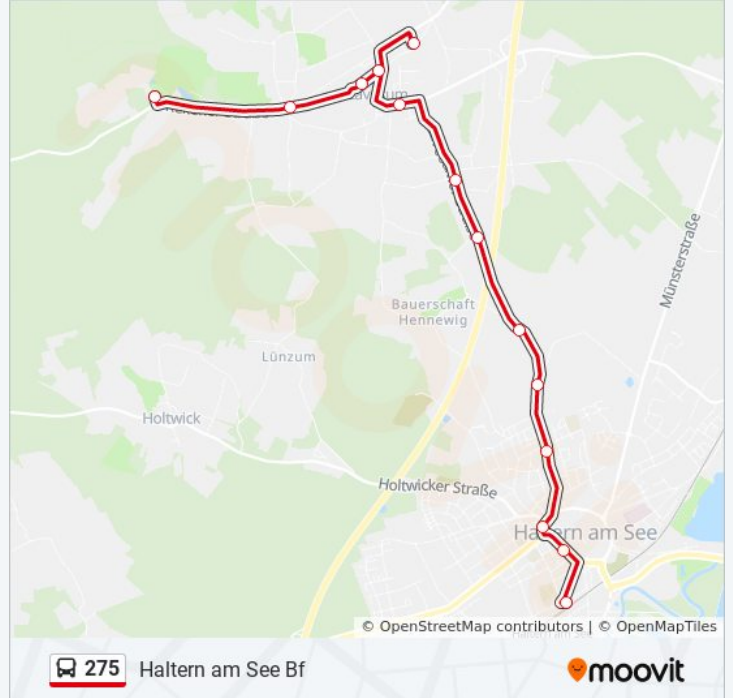 Münsterstraße
Bauerschaft
Hennewig
Lünzum
Holtwick
Holtwicker Straße
Haltern am See
© OpenStreetMap contributors | © OpenMapTiles
275 Haltern am See Bf
moovit